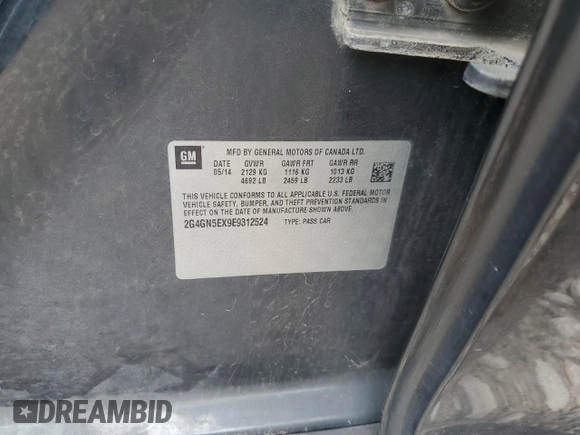 GM
MFD BY GENERAL MOTORS OF CANADA LTD.
DATE GVWR GAWR FRT GAWR RR
05/14 2129 KG 1116 KG 1013 KG
4692 LB 2459 LB 2233 LB
THIS VEHICLE CONFORMS TO ALL APPLICABLE U.S. FEDERAL MOTOR
VEHICLE SAFETY, BUMPER, AND THEFT PREVENTION STANDARDS IN
EFFECT ON THE DATE OF MANUFACTURE SHOWN ABOVE.
2G4GN5EX9E9312524 TYPE: PASS CAR
DREAMBID